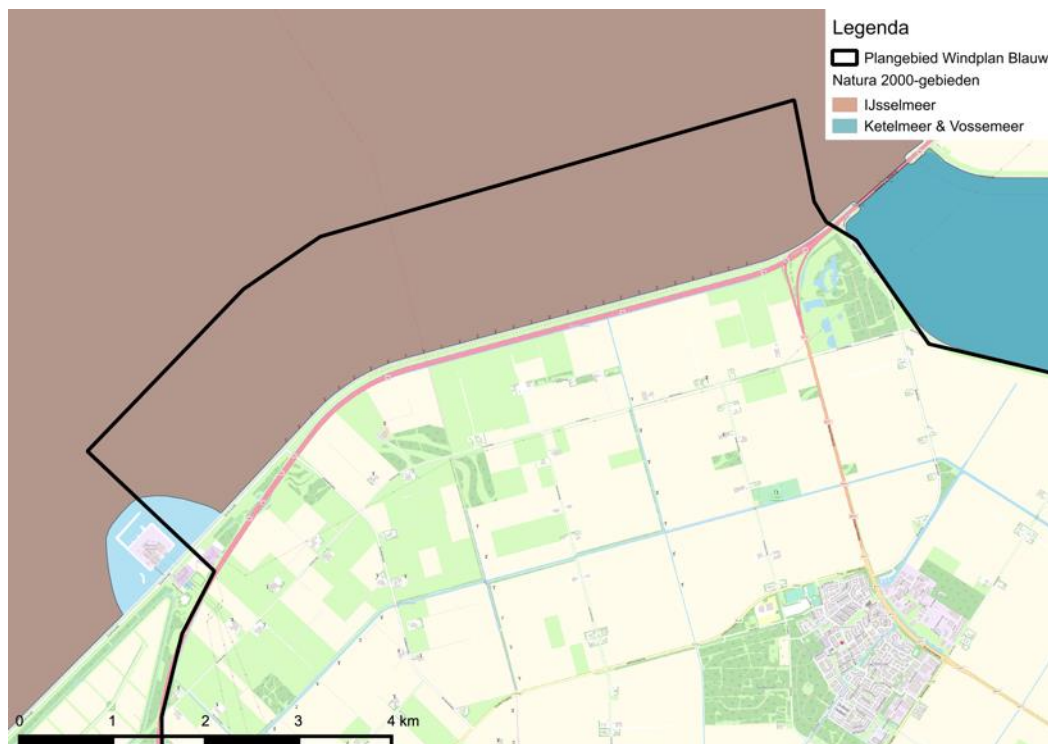 Legenda
Plangebied Windplan Blauw
Natura 2000-gebieden
IJsselmeer
Ketelmeer & Vossemeer
0 1 2 3 4 km